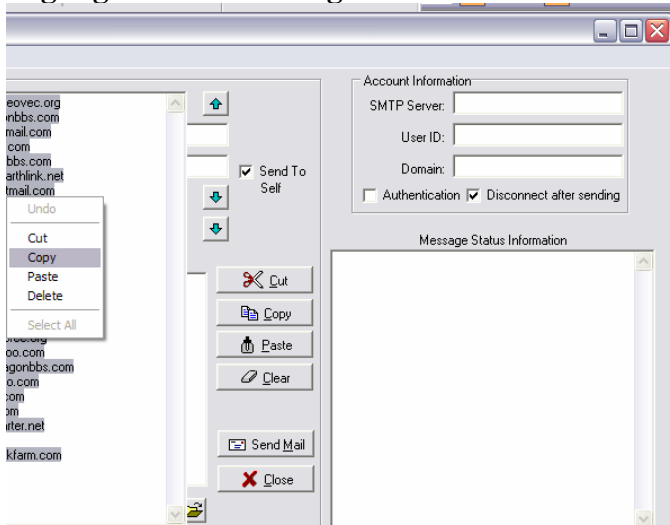 Account Information
SMTP Server:
User ID:
Domain:
Authentication
Disconnect after sending
Message Status Information
eovec.org
onbbs.com
mail.com
com
bbs.com
arthlink.net
tmail.com
Send To
Self
Undo
Cut
Copy
Paste
Delete
Select All
oo.com
agonbbs.com
o.com
com
om
rter.net
kfarm.com
Cut
Copy
Paste
Clear
Send Mail
Close